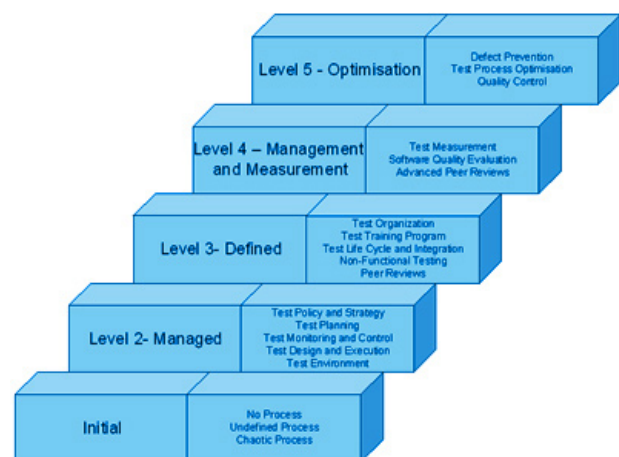 Level 5 - Optimisation
Defect Prevention
Test Process Optimisation
Quality Control
Level 4 – Management
and Measurement
Test Measurement
Software Quality Evaluation
Advanced Peer Reviews
Level 3- Defined
Test Organization
Test Training Program
Test Life Cycle and Integration
Non-Functional Testing
Peer Reviews
Level 2- Managed
Test Policy and Strategy
Test Planning
Test Monitoring and Control
Test Design and Execution
Test Environment
Initial
No Process
Undefined Process
Chaotic Process